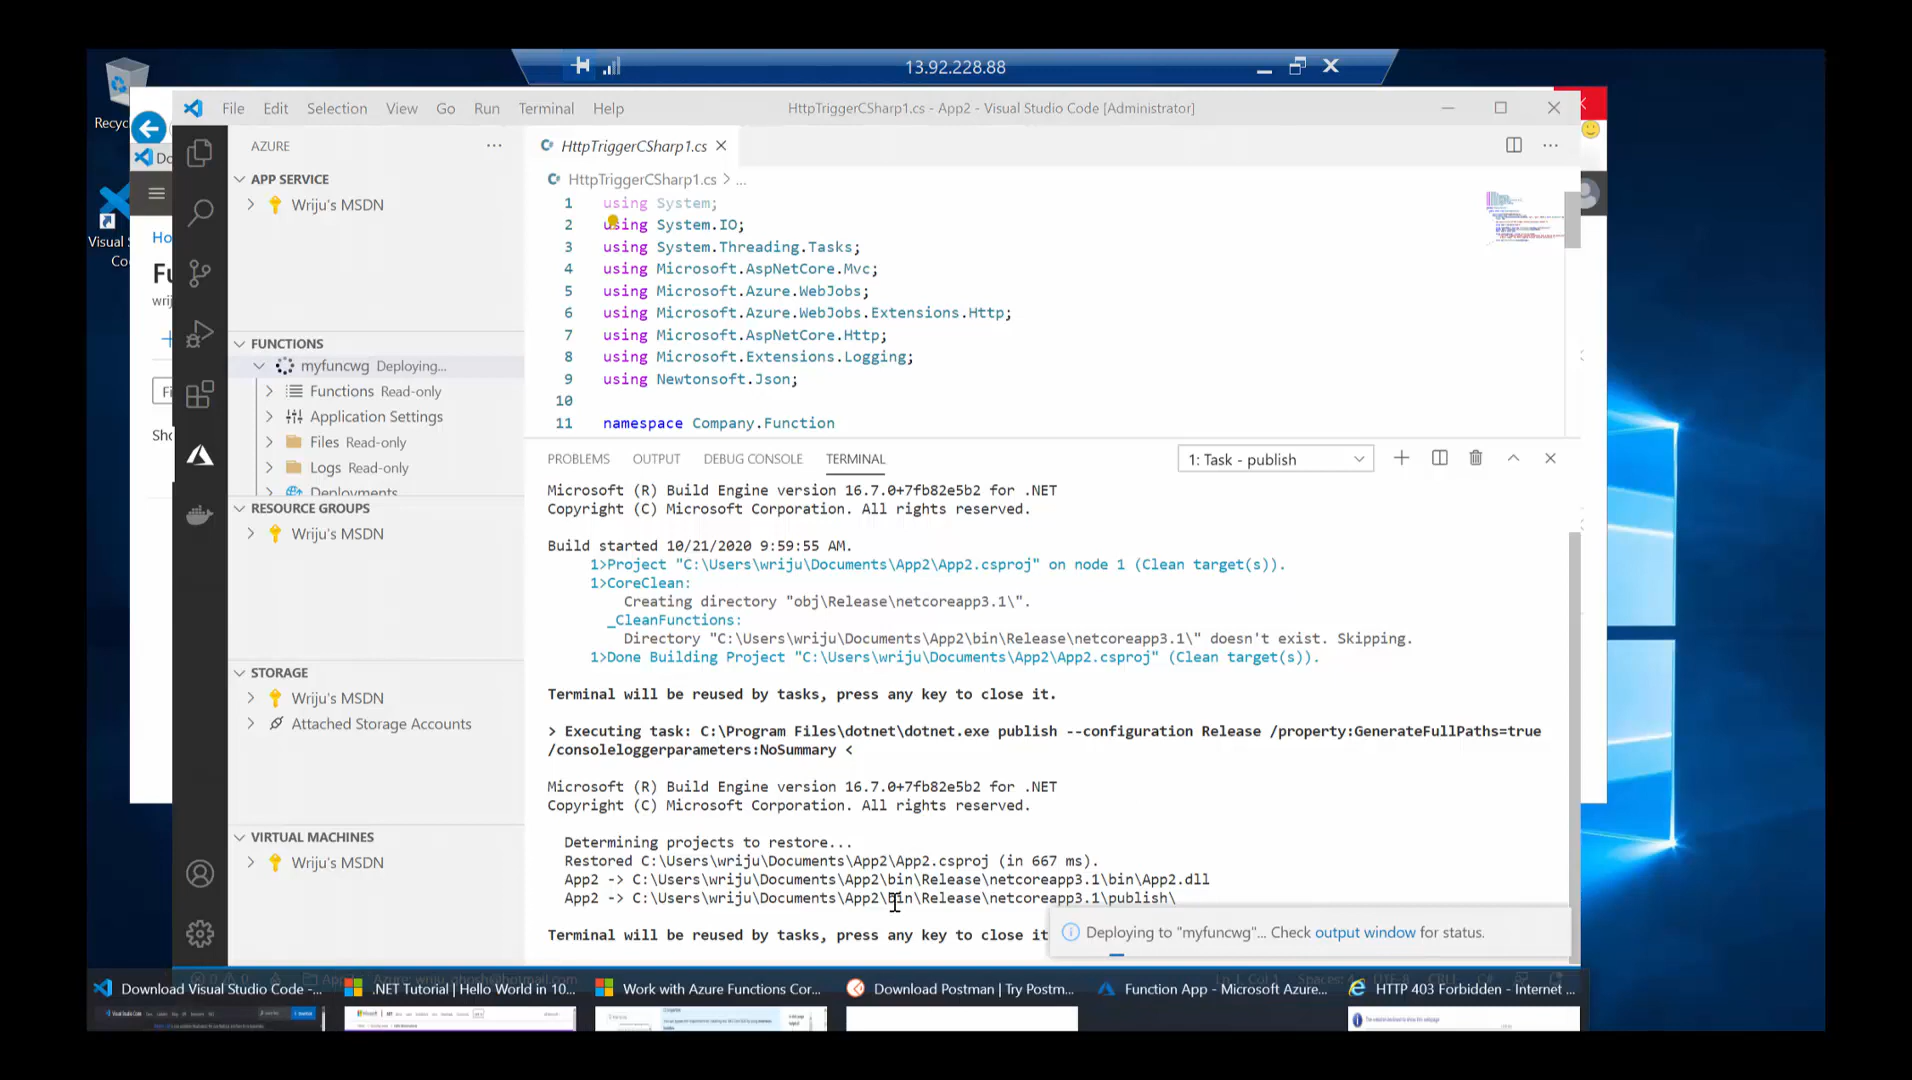 13.92.228.88
Recyc
Visual S
Co
Do
Ho
Fu
wrij
Fi
Sho
File Edit Selection View Go Run Terminal Help
HttpTriggerCSharp1.cs - App2 - Visual Studio Code [Administrator]
AZURE
APP SERVICE
Wriju's MSDN
FUNCTIONS
myfuncwg Deploying...
Functions Read-only
Application Settings
Files Read-only
Logs Read-only
Deployments
RESOURCE GROUPS
Wriju's MSDN
STORAGE
Wriju's MSDN
Attached Storage Accounts
VIRTUAL MACHINES
Wriju's MSDN
HttpTriggerCSharp1.cs
HttpTriggerCSharp1.cs > ...
1 using System;
2 using System.IO;
3 using System.Threading.Tasks;
4 using Microsoft.AspNetCore.Mvc;
5 using Microsoft.Azure.WebJobs;
6 using Microsoft.Azure.WebJobs.Extensions.Http;
7 using Microsoft.AspNetCore.Http;
8 using Microsoft.Extensions.Logging;
9 using Newtonsoft.Json;
10
11 namespace Company.Function
PROBLEMS OUTPUT DEBUG CONSOLE TERMINAL
1: Task - publish
Microsoft (R) Build Engine version 16.7.0+7fb82e5b2 for .NET
Copyright (C) Microsoft Corporation. All rights reserved.
Build started 10/21/2020 9:59:55 AM.
1>Project "C:\Users\wriju\Documents\App2\App2.csproj" on node 1 (Clean target(s)).
1>CoreClean:
Creating directory "obj\Release\netcoreapp3.1\".
_CleanFunctions:
Directory "C:\Users\wriju\Documents\App2\bin\Release\netcoreapp3.1\" doesn't exist. Skipping.
1>Done Building Project "C:\Users\wriju\Documents\App2\App2.csproj" (Clean target(s)).
Terminal will be reused by tasks, press any key to close it.
> Executing task: C:\Program Files\dotnet\dotnet.exe publish --configuration Release /property:GenerateFullPaths=true
/consoleloggerparameters:NoSummary <
Microsoft (R) Build Engine version 16.7.0+7fb82e5b2 for .NET
Copyright (C) Microsoft Corporation. All rights reserved.
Determining projects to restore...
Restored C:\Users\wriju\Documents\App2\App2.csproj (in 667 ms).
App2 -> C:\Users\wriju\Documents\App2\bin\Release\netcoreapp3.1\bin\App2.dll
App2 -> C:\Users\wriju\Documents\App2\bin\Release\netcoreapp3.1\publish\
Terminal will be reused by tasks, press any key to close it
Deploying to "myfuncwg"... Check output window for status.
Download Visual Studio Code -...
.NET Tutorial | Hello World in 10...
Work with Azure Functions Cor...
Download Postman | Try Postm...
Function App - Microsoft Azure...
HTTP 403 Forbidden - Internet ...